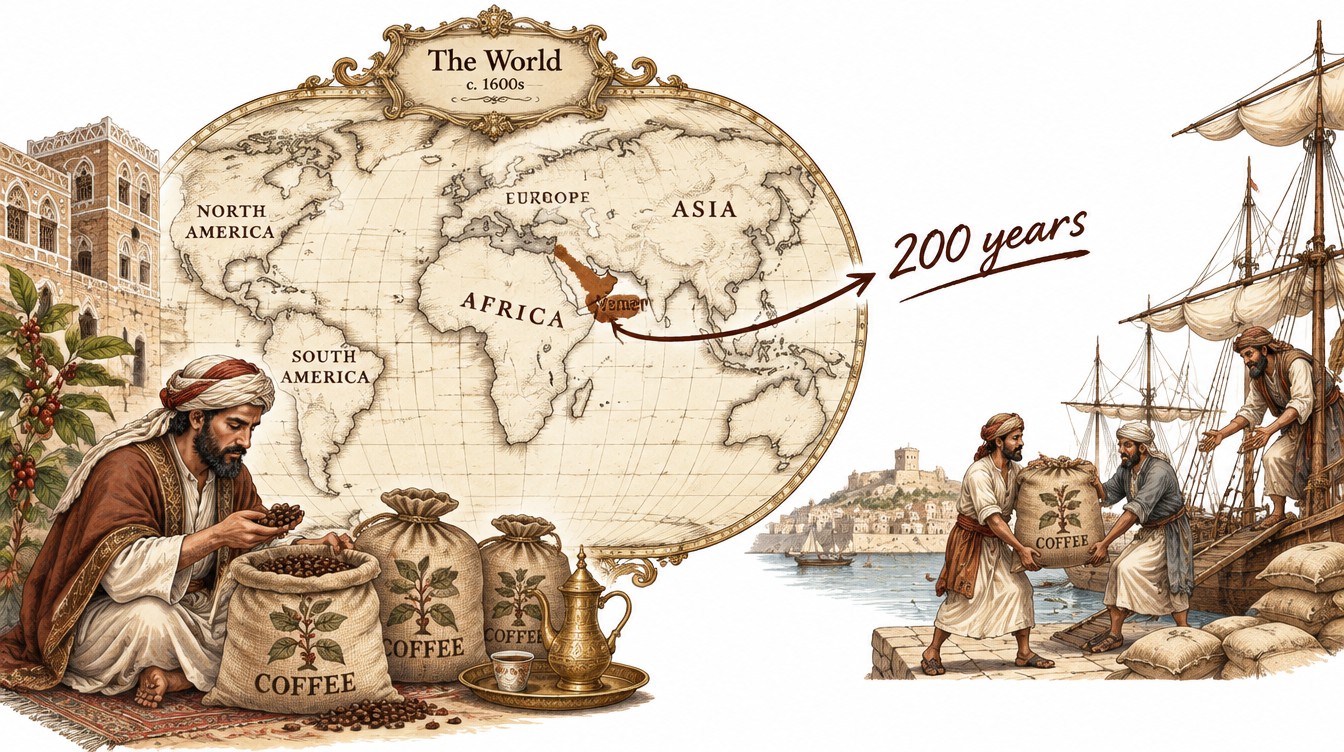 The World
c. 1600s
NORTH
AMERICA
EUROOPE
ASIA
AFRICA
SOUTH
AMERICA
200 years
COFFEE
COFFEE
COFFEE
COFFEE